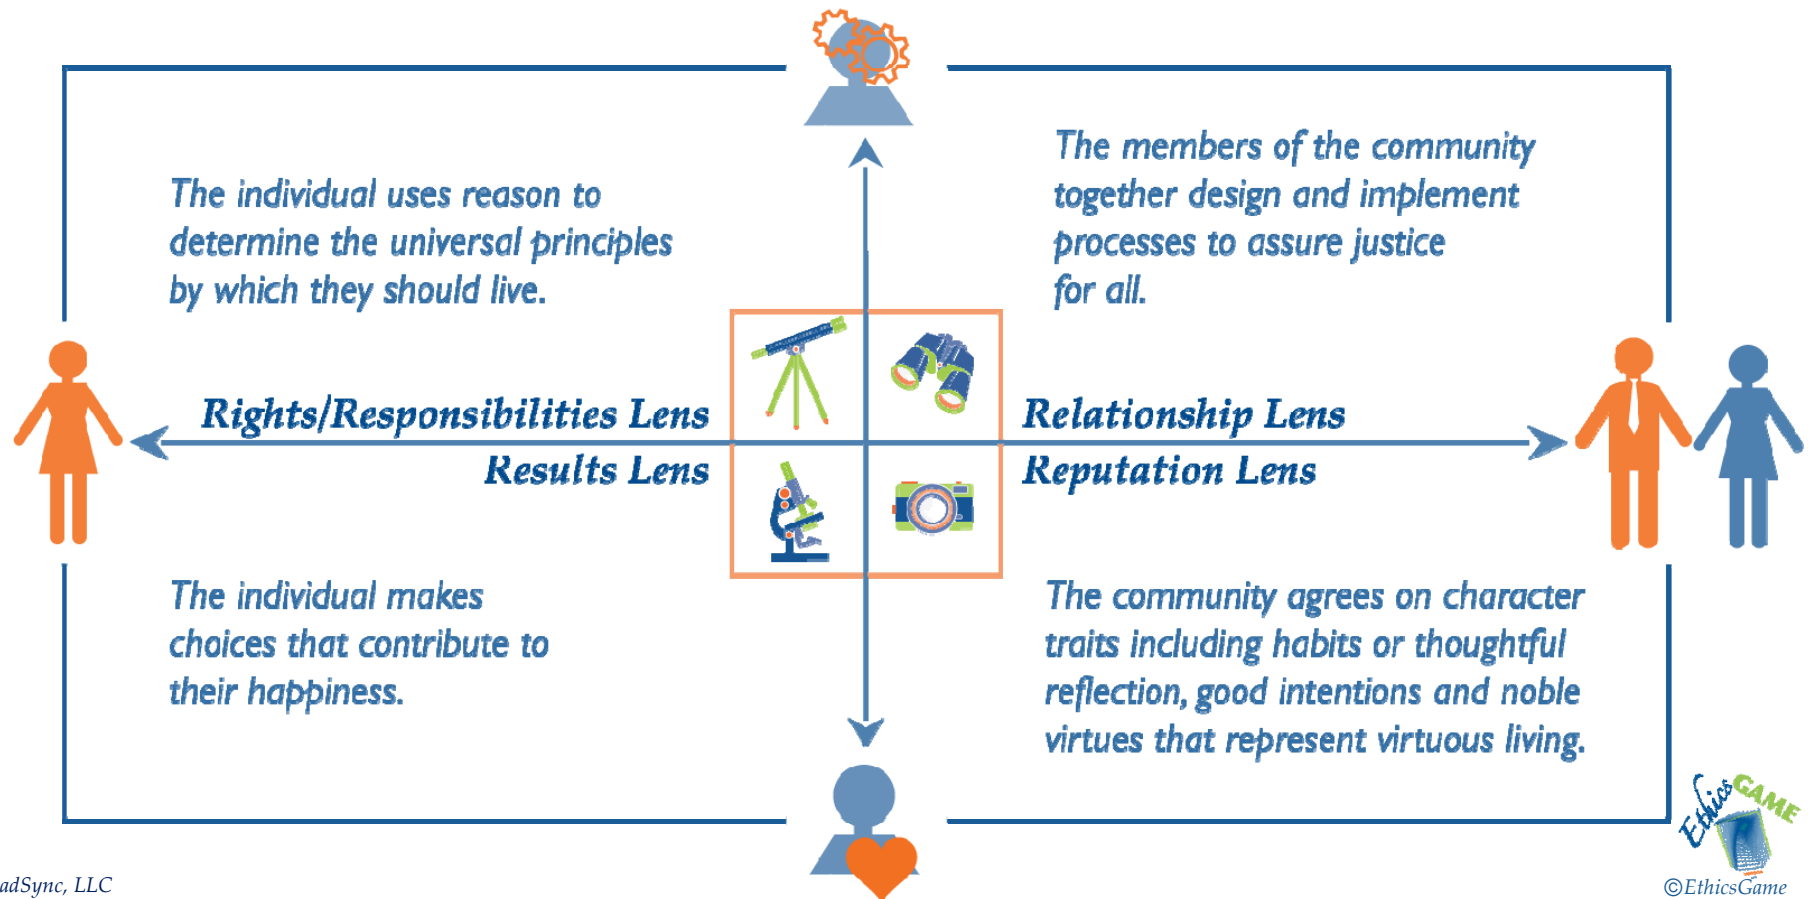 The individual uses reason to
determine the universal principles
by which they should live.
The members of the community
together design and implement
processes to assure justice
for all.
Rights/Responsibilities Lens
Relationship Lens
Results Lens
Reputation Lens
The individual makes
choices that contribute to
their happiness.
The community agrees on character
traits including habits or thoughtful
reflection, good intentions and noble
virtues that represent virtuous living.
Ethics GAME
adSync, LLC
©EthicsGame